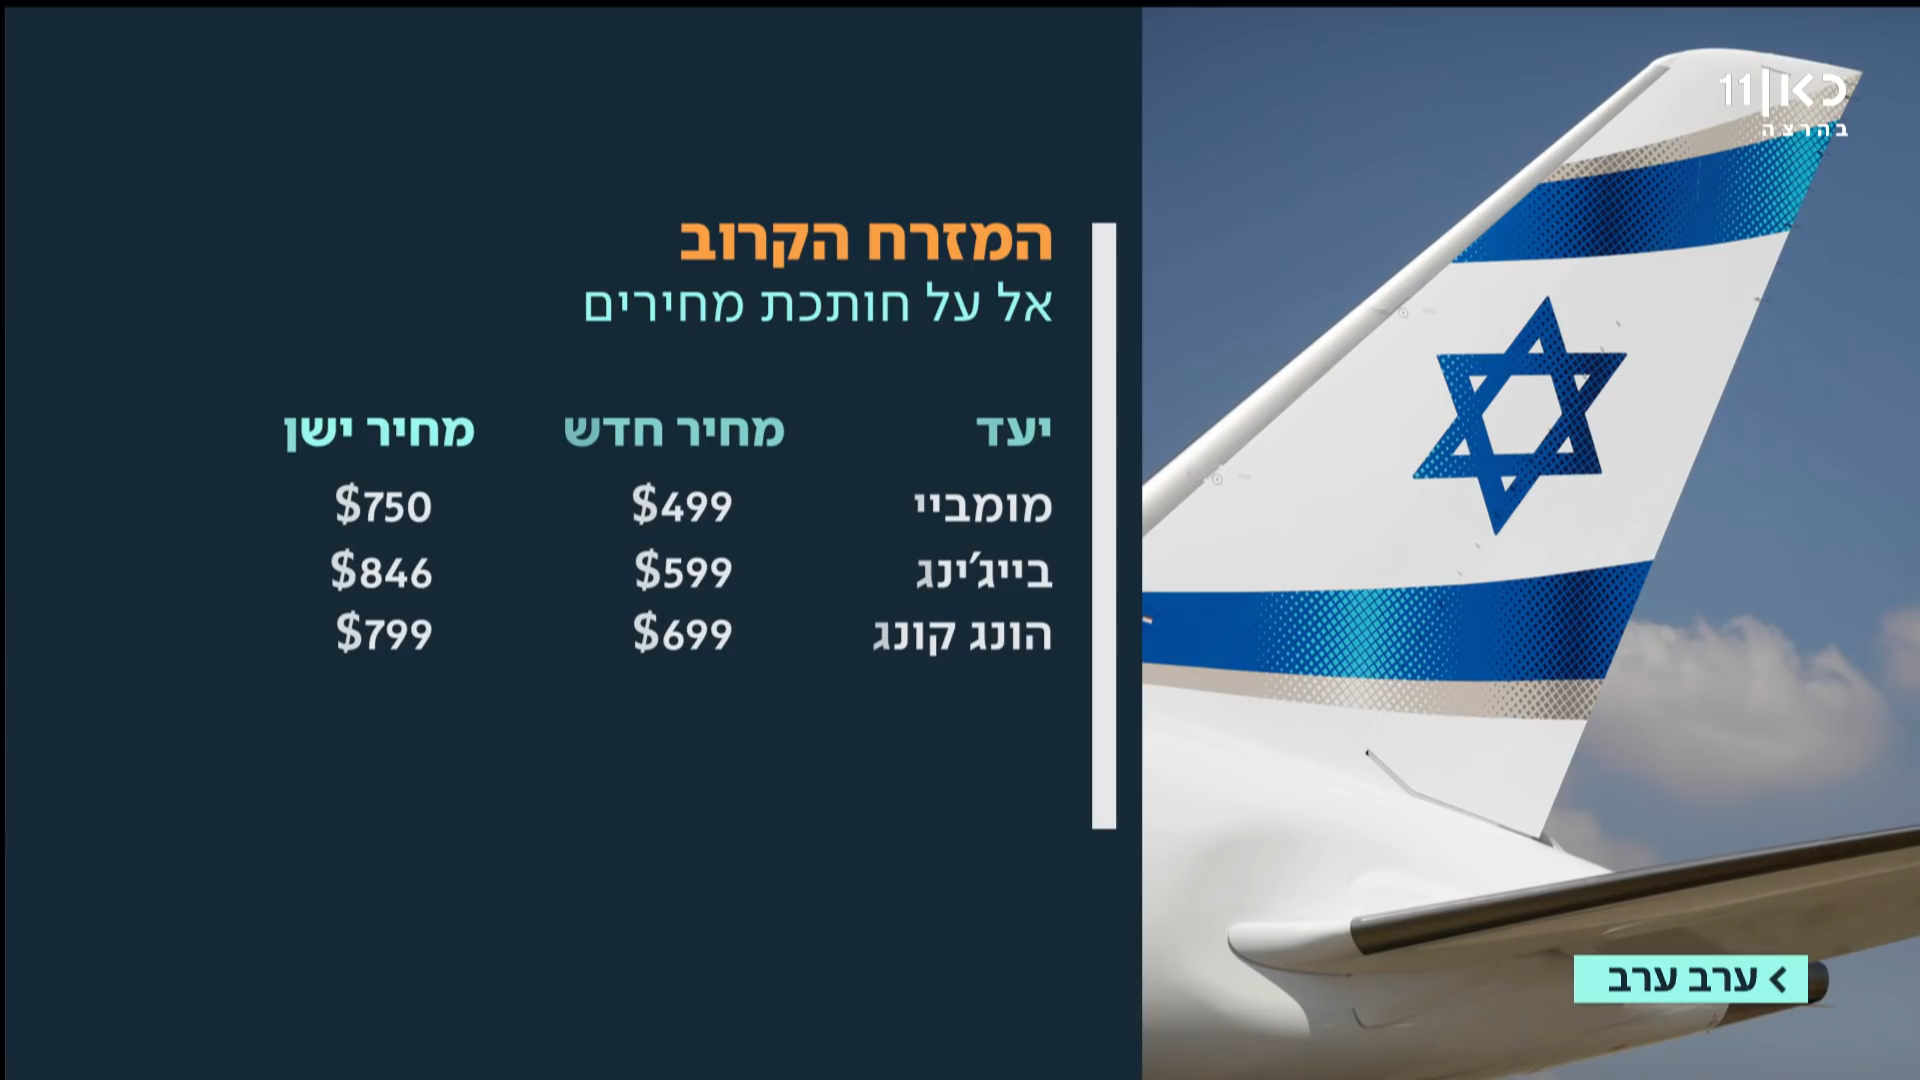 כאן 11
בהרצה
המזרח הקרוב
אל על חותכת מחירים
יעד מחיר חדש מחיר ישן
מומביי $499 $750
בייג'ינג $599 $846
הונג קונג $699 $799
ערב ערב